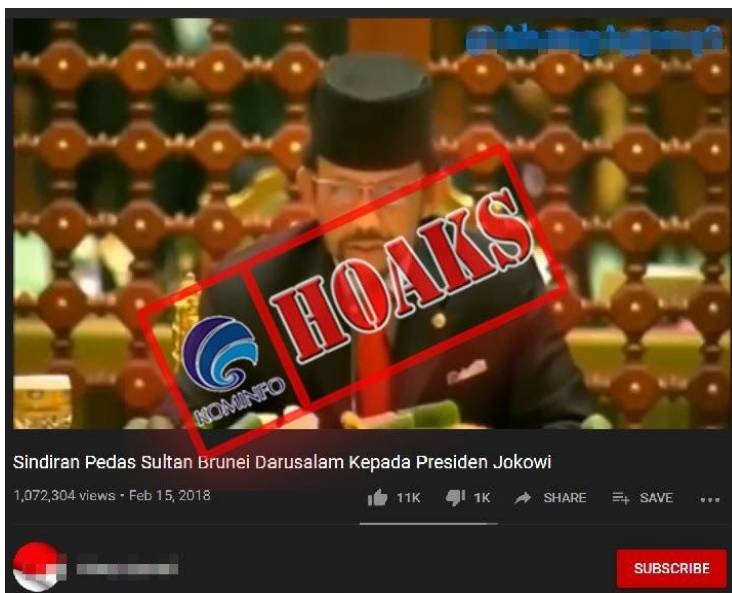 HOAKS
KOMINFO
Sindiran Pedas Sultan Brunei Darusalam Kepada Presiden Jokowi
1,072,304 views • Feb 15, 2018
11K 1K SHARE SAVE
SUBSCRIBE